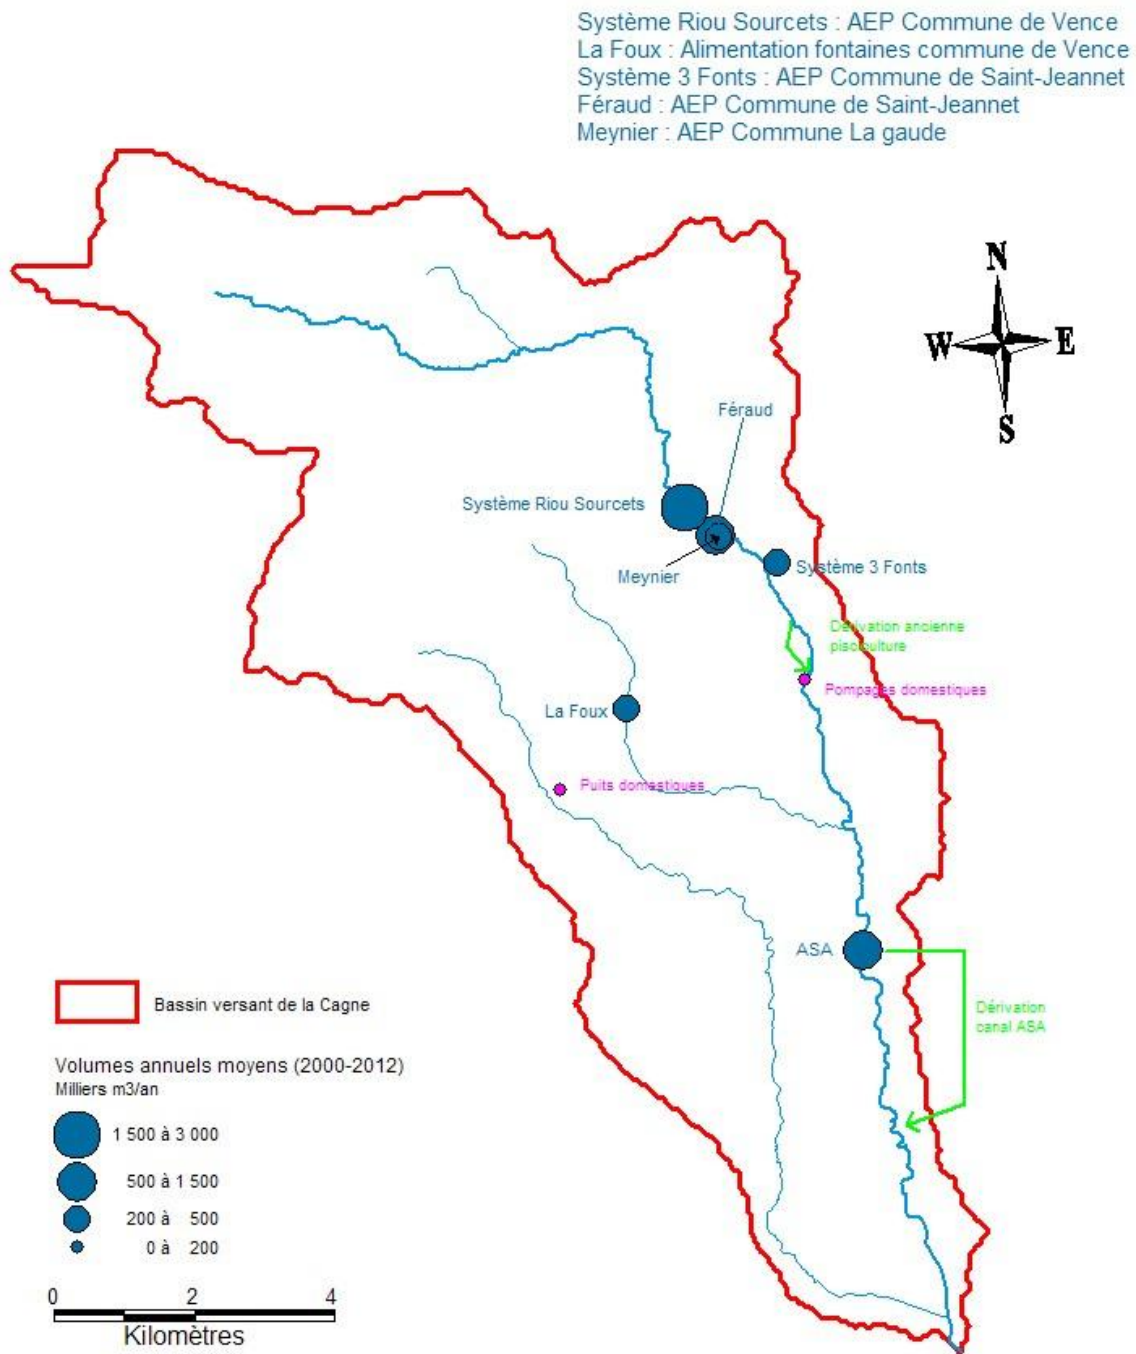 Système Riou Sourcets : AEP Commune de Vence
La Foux : Alimentation fontaines commune de Vence
Système 3 Fonts : AEP Commune de Saint-Jeannet
Féraud : AEP Commune de Saint-Jeannet
Meynier : AEP Commune La gaude
N
W E
S
Féraud
Système Riou Sourcets
Meynier
Système 3 Fonts
Dérivation ancienne
pisciculture
Pompages domestiques
La Foux
Puits domestiques
ASA
Dérivation
canal ASA
Bassin versant de la Cagne
Volumes annuels moyens (2000-2012)
Milliers m3/an
1 500 à 3 000
500 à 1 500
200 à 500
0 à 200
0 2 4
Kilomètres